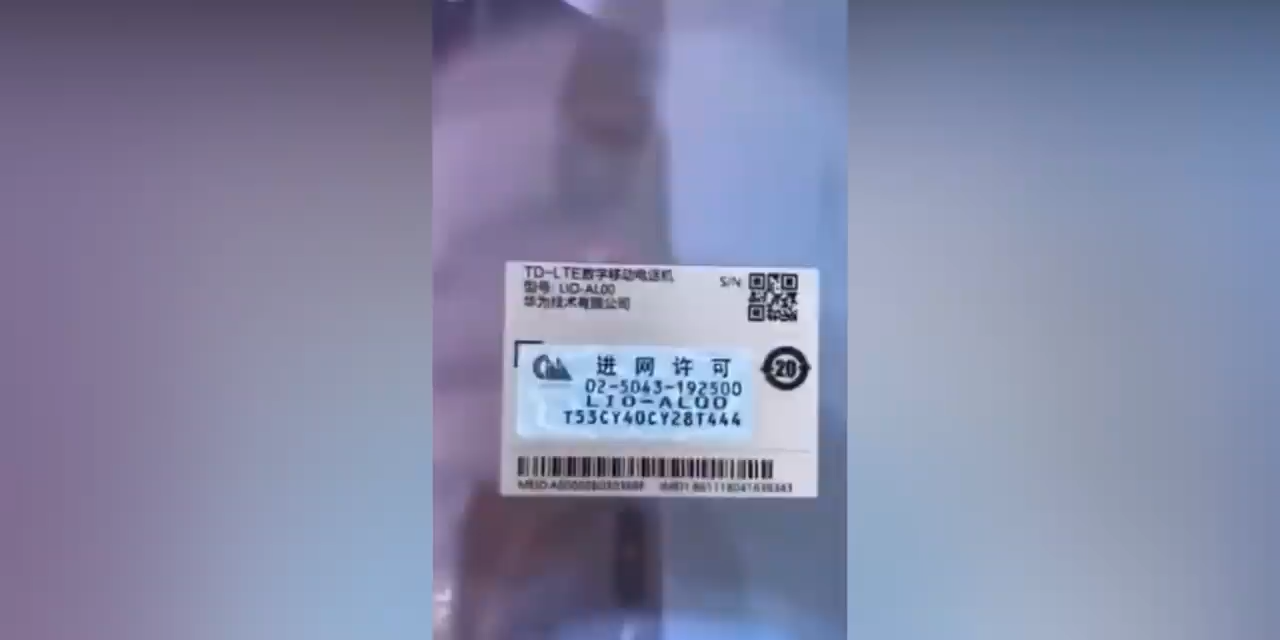 TD-LTE数字移动电话机
型号: LIO-AL00
华为技术有限公司
S/N
进网许可
02-5043-192500
LIO-AL00
T53CY40CY28T444
20